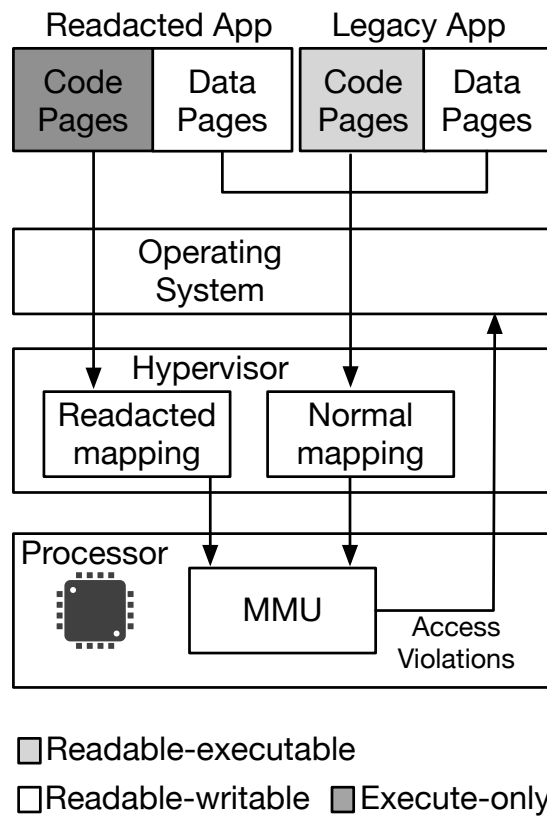 Readacted App
Legacy App
Code
Pages
Data
Pages
Code
Pages
Data
Pages
Operating
System
Hypervisor
Readacted
mapping
Normal
mapping
Processor
MMU
Access
Violations
Readable-executable
Readable-writable
Execute-only